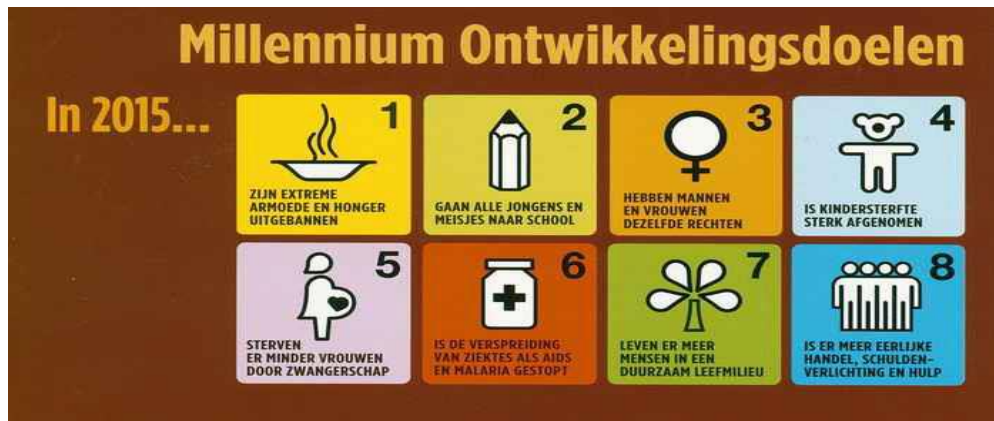 Millennium Ontwikkelingsdoelen
In 2015...
1
ZIJN EXTREME
ARMOEDE EN HONGER
UITGEBANNEN
2
GAAN ALLE JONGENS EN
MEISJES NAAR SCHOOL
3
HEBBEN MANNEN
EN VROUWEN
DEZELFDE RECHTEN
4
IS KINDERSTERFTE
STERK AFGENOMEN
5
STERVEN
ER MINDER VROUWEN
DOOR ZWANGERSCHAP
6
IS DE VERSPREIDING
VAN ZIEKTES ALS AIDS
EN MALARIA GESTOPT
7
LEVEN ER MEER
MENSEN IN EEN
DUURZAAM LEEFMILIEU
8
IS ER MEER EERLIJKE
HANDEL, SCHULDEN-
VERLICHTING EN HULP